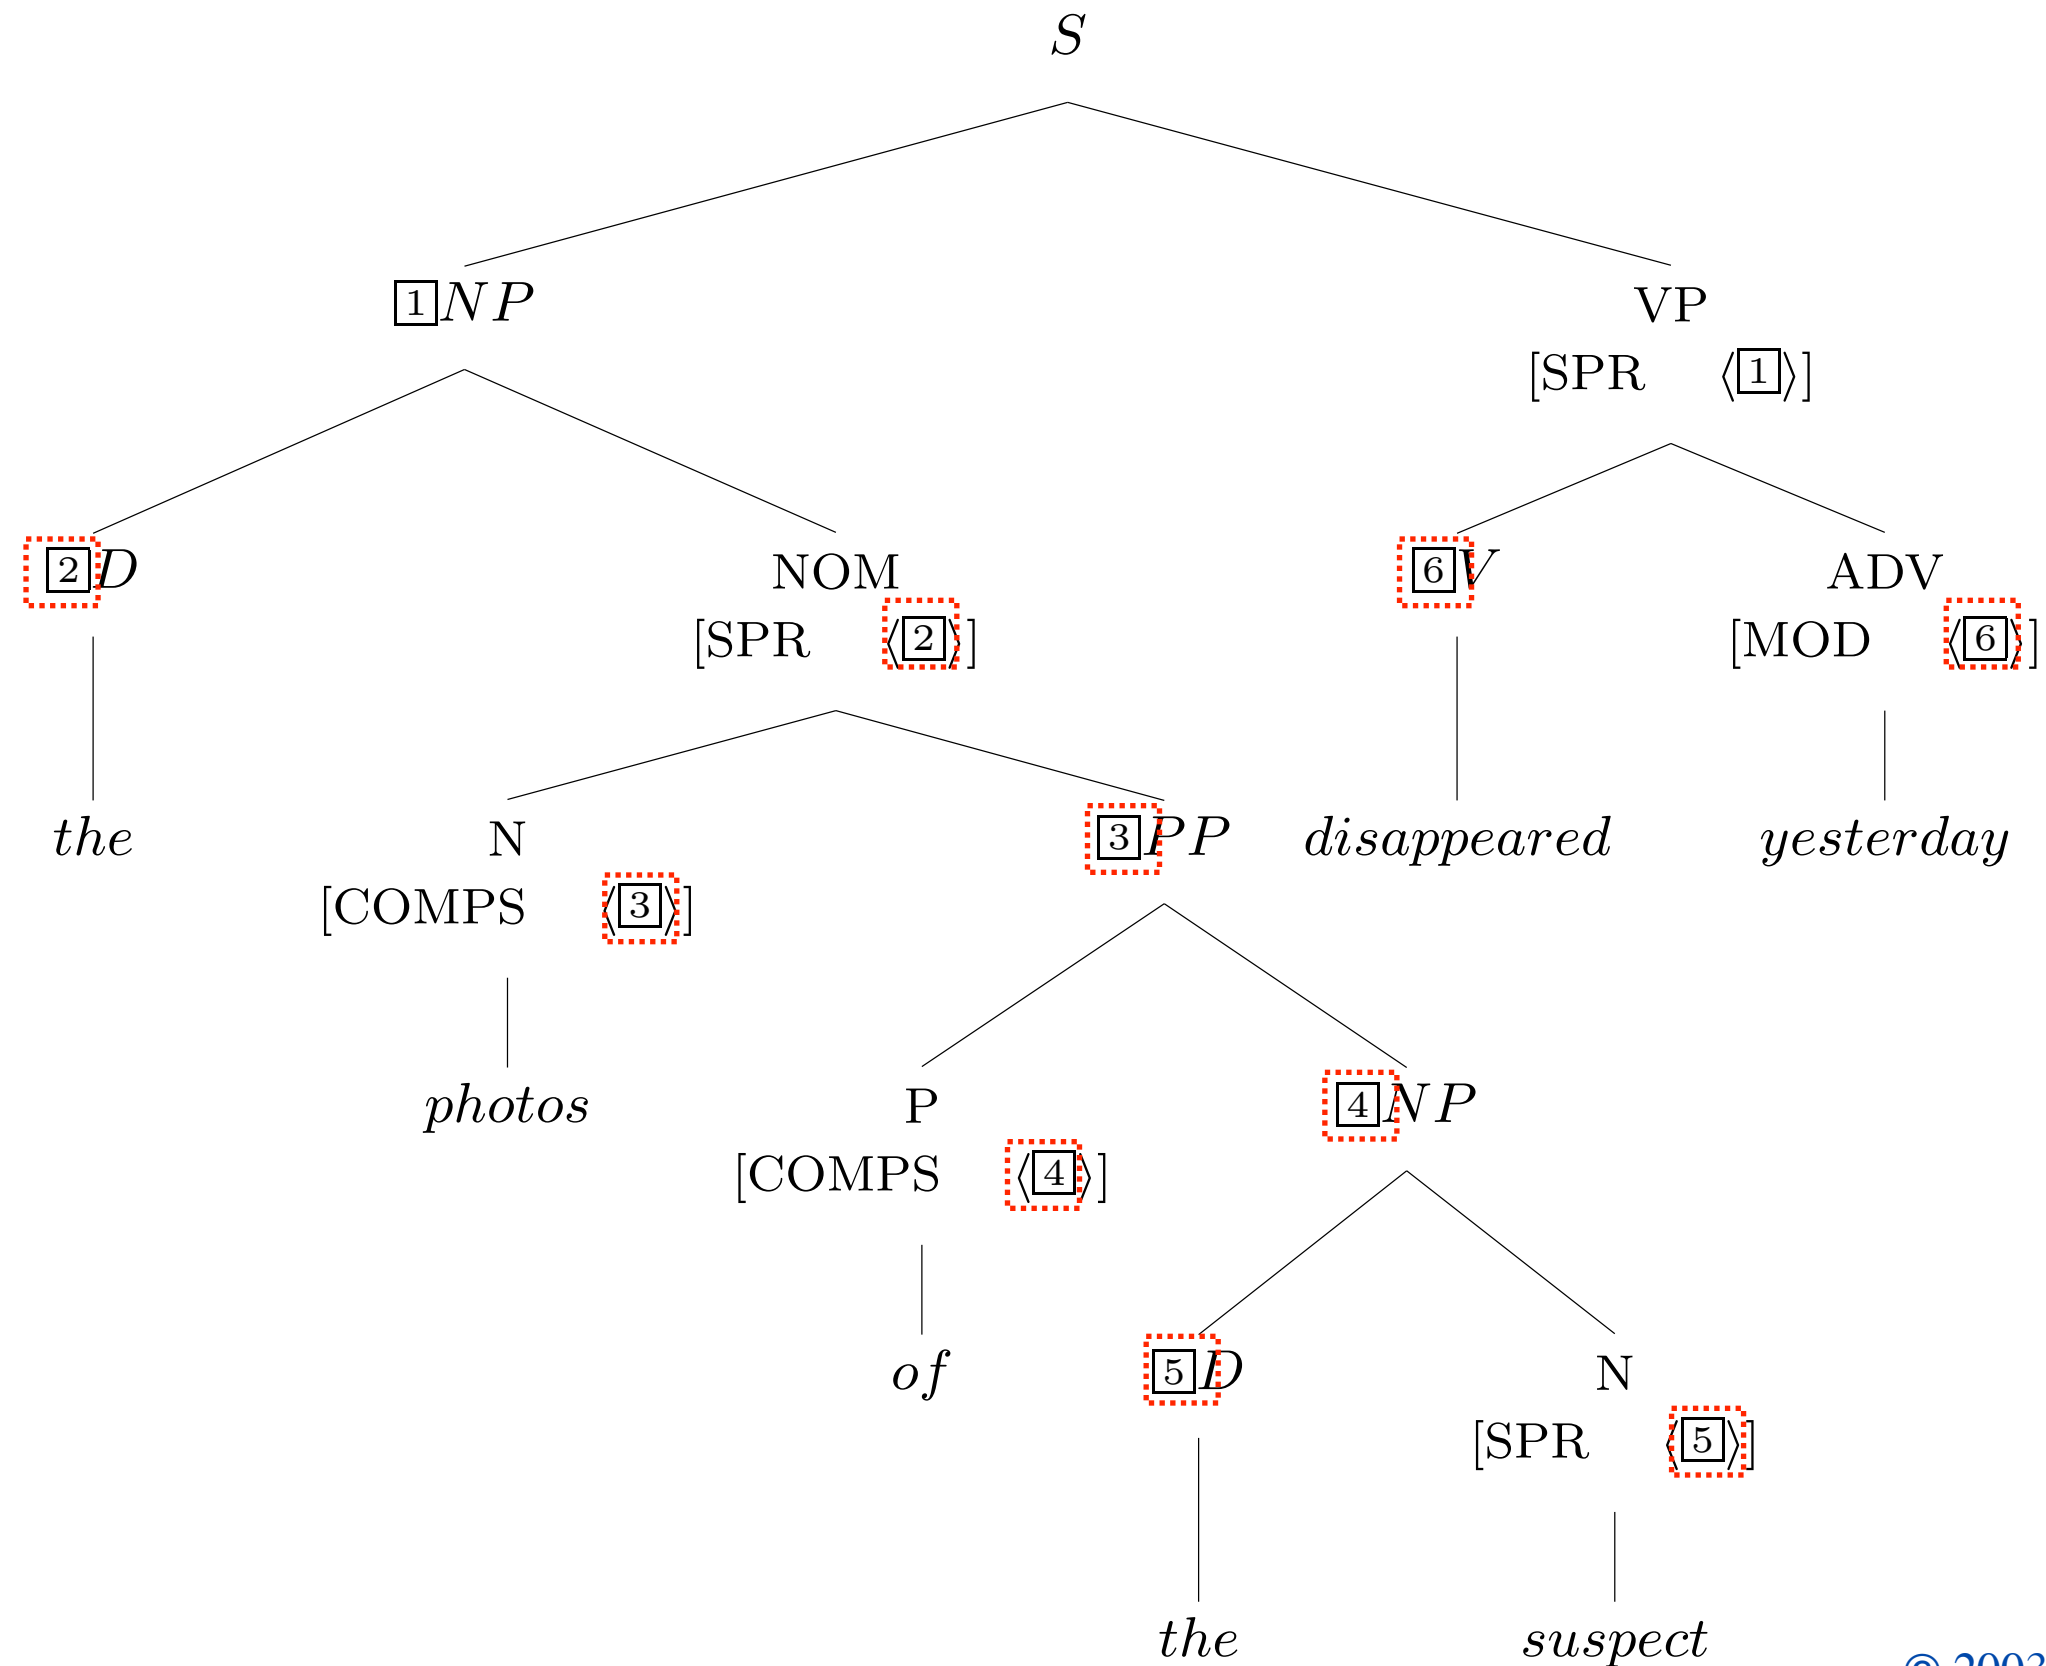 S
1 NP VP
[SPR ⟨1⟩]
2 D NOM 6 V ADV
[SPR ⟨2⟩] [MOD ⟨6⟩]
the N 3 PP disappeared yesterday
[COMPS ⟨3⟩]
photos P 4 NP
[COMPS ⟨4⟩]
of 5 D N
[SPR ⟨5⟩]
the suspect
© 2003